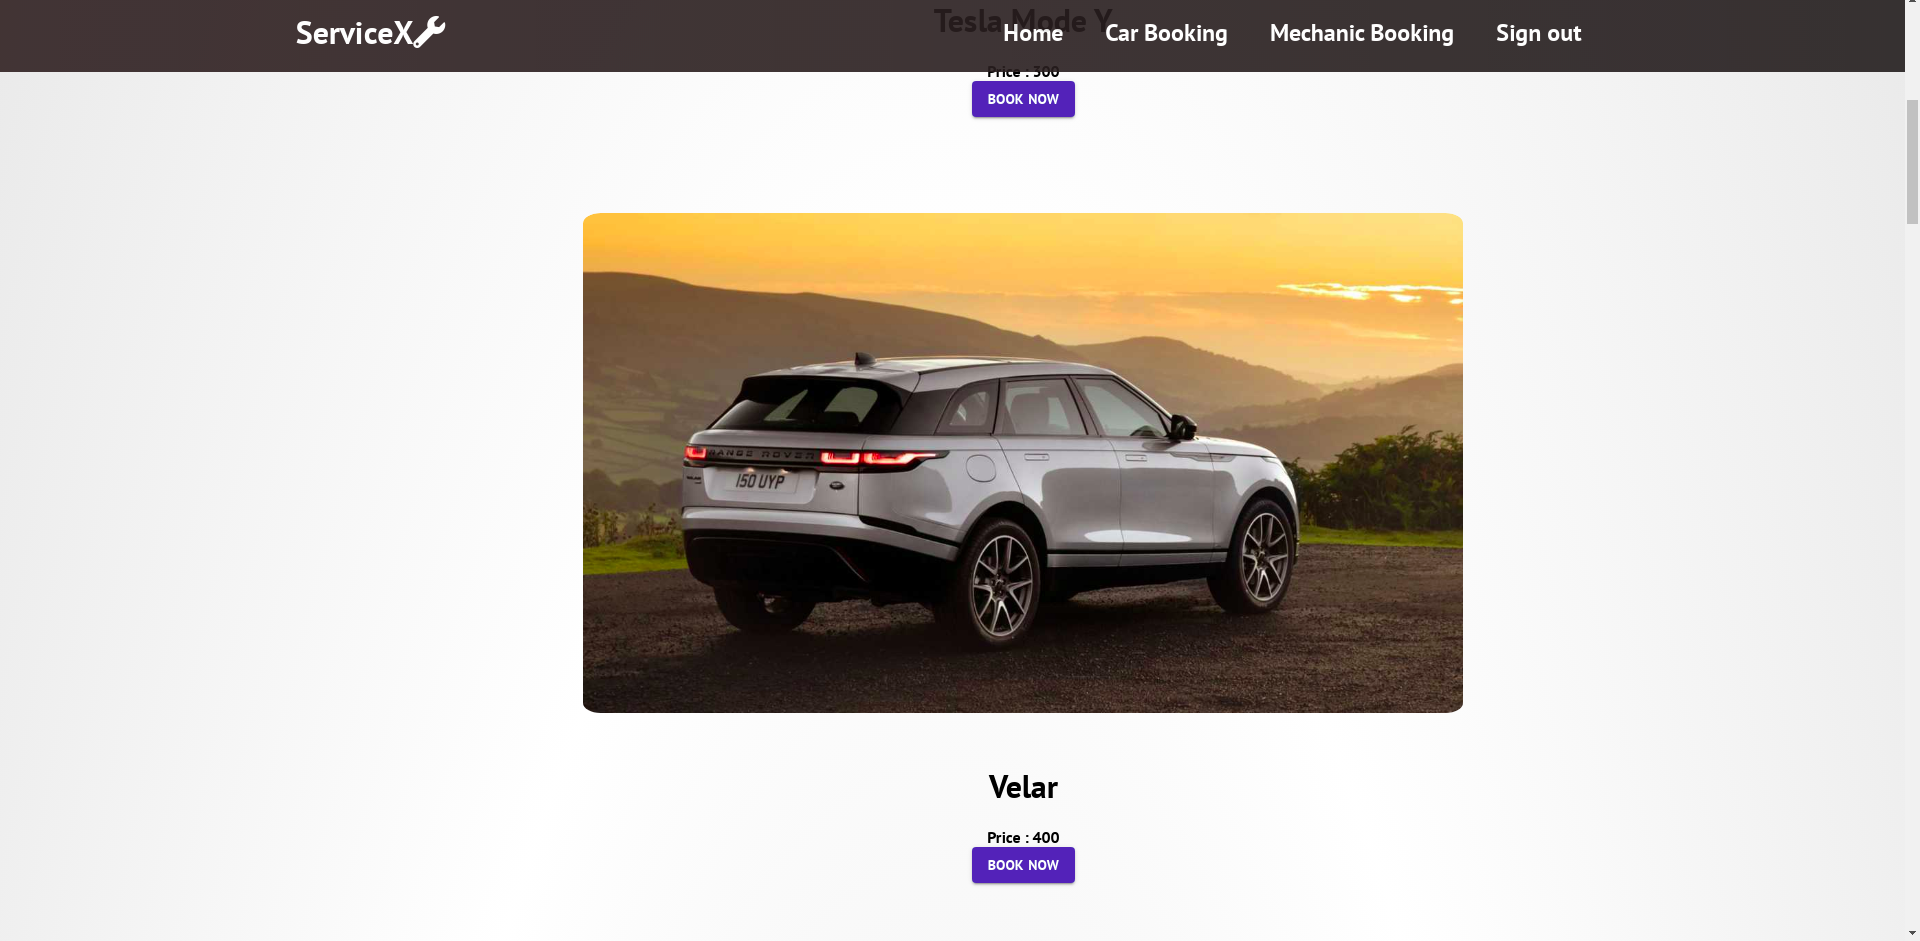 Tesla Mode Y
ServiceX
Home
Car Booking
Mechanic Booking
Sign out
Price : 300
BOOK NOW
RANGE ROVER
150 UYP
Velar
Price : 400
BOOK NOW